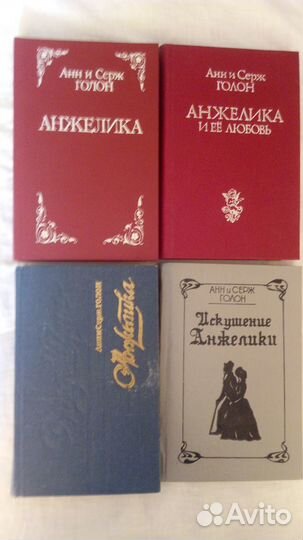 Анн и Серж
ГОЛОН
АНЖЕЛИКА
Анн и Серж
ГОЛОН
АНЖЕЛИКА
И ЕЁ ЛЮБОВЬ
Анн и Серж ГОЛОН
Анжелика
АНН и СЕРЖ
ГОЛОН
Искушение
Анжелики
Avito